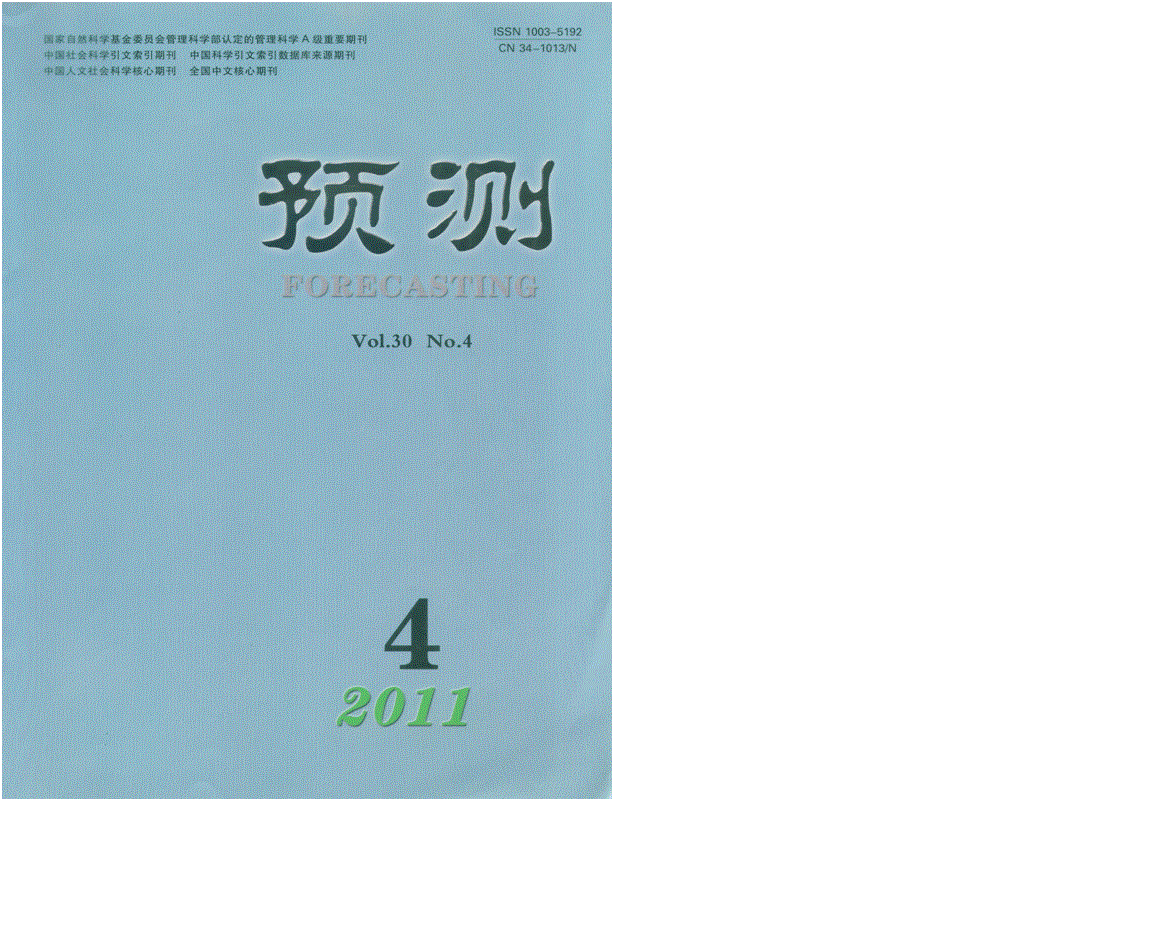 国家自然科学基金委员会管理科学部认定的管理科学A级重要期刊
中国社会科学引文索引期刊 中国科学引文索引数据库来源期刊
中国人文社会科学核心期刊 全国中文核心期刊
ISSN 1003-5192
CN 34-1013/N
预测
FORECASTING
Vol.30 No.4
4
2011